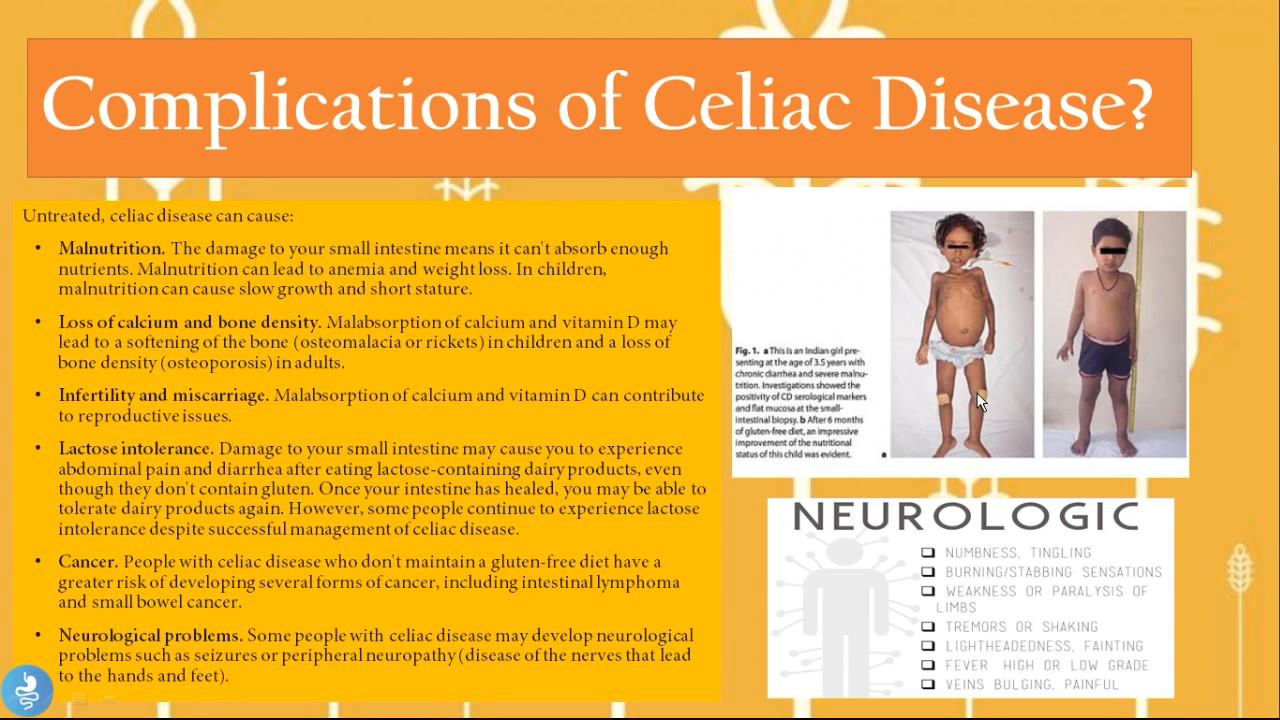 Complications of Celiac Disease?
Untreated, celiac disease can cause:
• Malnutrition. The damage to your small intestine means it can't absorb enough
nutrients. Malnutrition can lead to anemia and weight loss. In children,
malnutrition can cause slow growth and short stature.
• Loss of calcium and bone density. Malabsorption of calcium and vitamin D may
lead to a softening of the bone (osteomalacia or rickets) in children and a loss of
bone density (osteoporosis) in adults.
• Infertility and miscarriage. Malabsorption of calcium and vitamin D can contribute
to reproductive issues.
• Lactose intolerance. Damage to your small intestine may cause you to experience
abdominal pain and diarrhea after eating lactose-containing dairy products, even
though they don't contain gluten. Once your intestine has healed, you may be able to
tolerate dairy products again. However, some people continue to experience lactose
intolerance despite successful management of celiac disease.
• Cancer. People with celiac disease who don't maintain a gluten-free diet have a
greater risk of developing several forms of cancer, including intestinal lymphoma
and small bowel cancer.
• Neurological problems. Some people with celiac disease may develop neurological
problems such as seizures or peripheral neuropathy (disease of the nerves that lead
to the hands and feet).
Fig. 1. a This is an Indian girl pre-
senting at the age of 3.5 years with
chronic diarrhea and severe malnu-
trition. Investigations showed the
positivity of CD serological markers
and flat mucosa at the small-
intestinal biopsy. b After 6 months
of gluten-free diet, an impressive
improvement of the nutritional
status of this child was evident.
a
NEUROLOGIC
NUMBNESS, TINGLING
BURNING/STABBING SENSATIONS
WEAKNESS OR PARALYSIS OF
LIMBS
TREMORS OR SHAKING
LIGHTHEADEDNESS, FAINTING
FEVER HIGH OR LOW GRADE
VEINS BULGING, PAINFUL